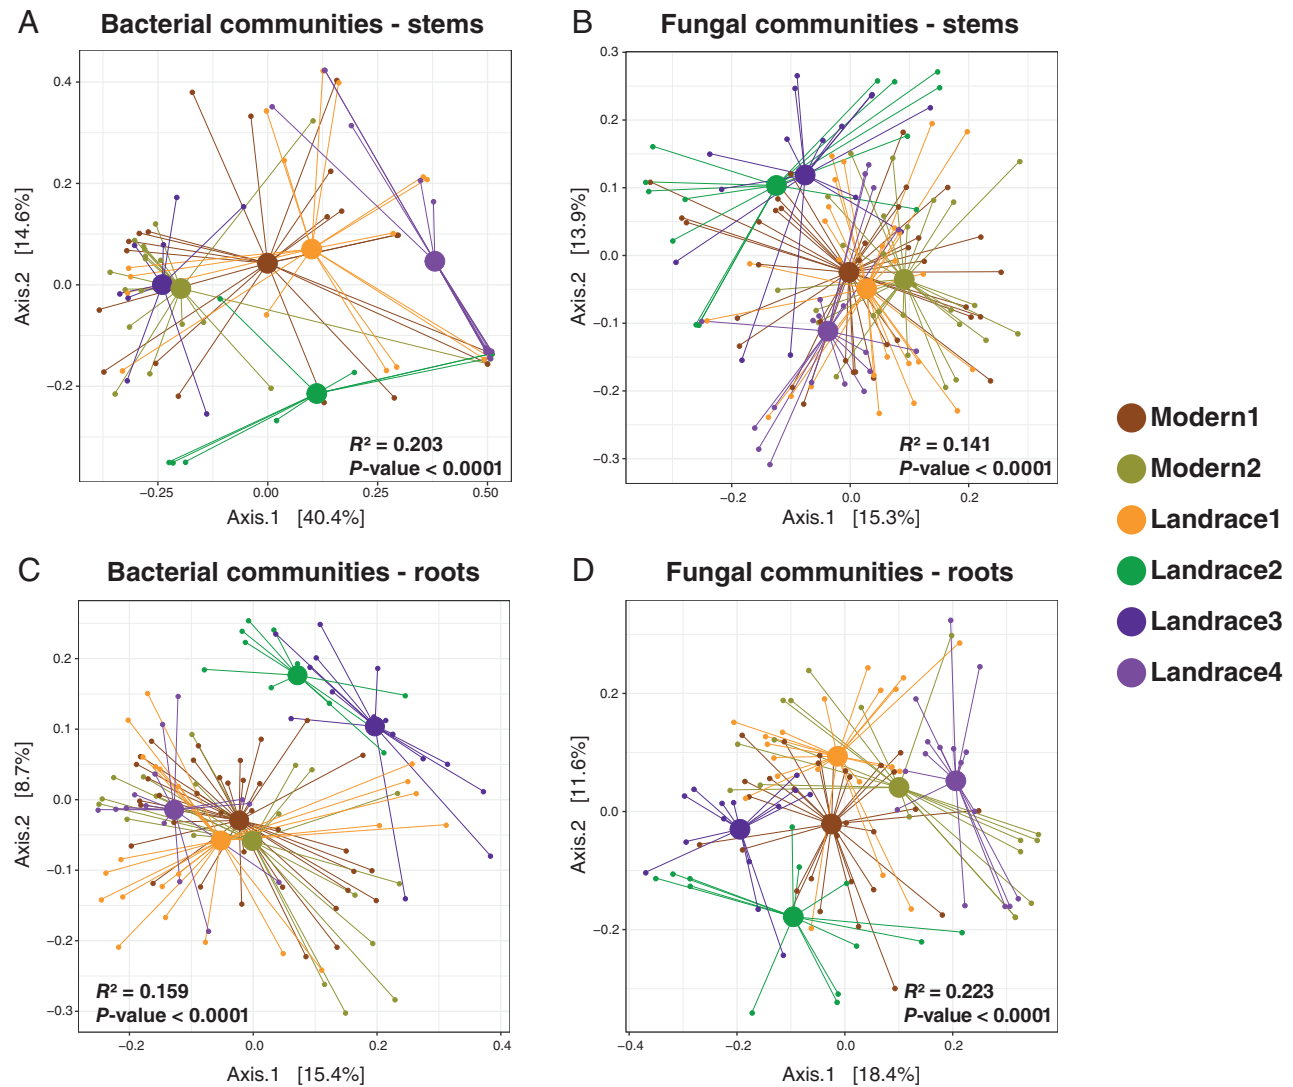 A
Bacterial communities - stems
0.4
0.2
0.0
−0.2
Axis.2 [14.6%]
R² = 0.203
P-value < 0.0001
−0.25
0.00
0.25
0.50
Axis.1 [40.4%]
B
Fungal communities - stems
0.3
0.2
0.1
0.0
−0.1
−0.2
−0.3
Axis.2 [13.9%]
R² = 0.141
P-value < 0.0001
−0.2
0.0
0.2
Axis.1 [15.3%]
Modern1
Modern2
Landrace1
Landrace2
Landrace3
Landrace4
C
Bacterial communities - roots
0.2
0.1
0.0
−0.1
−0.2
−0.3
Axis.2 [8.7%]
R² = 0.159
P-value < 0.0001
−0.2
0.0
0.2
0.4
Axis.1 [15.4%]
D
Fungal communities - roots
0.2
0.0
−0.2
Axis.2 [11.6%]
R² = 0.223
P-value < 0.0001
−0.4
−0.2
0.0
0.2
Axis.1 [18.4%]